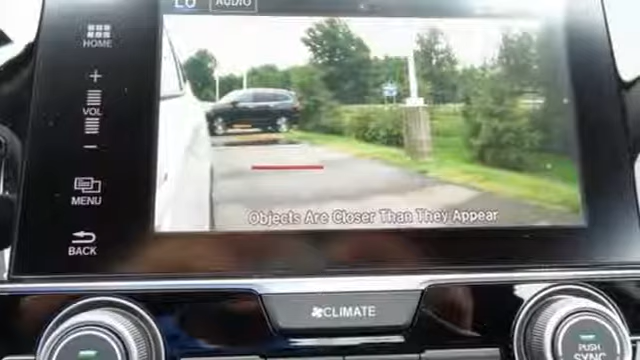 AUDIO
HOME
+
VOL
−
MENU
BACK
Objects Are Closer Than They Appear
CLIMATE
PUSH
SYNC